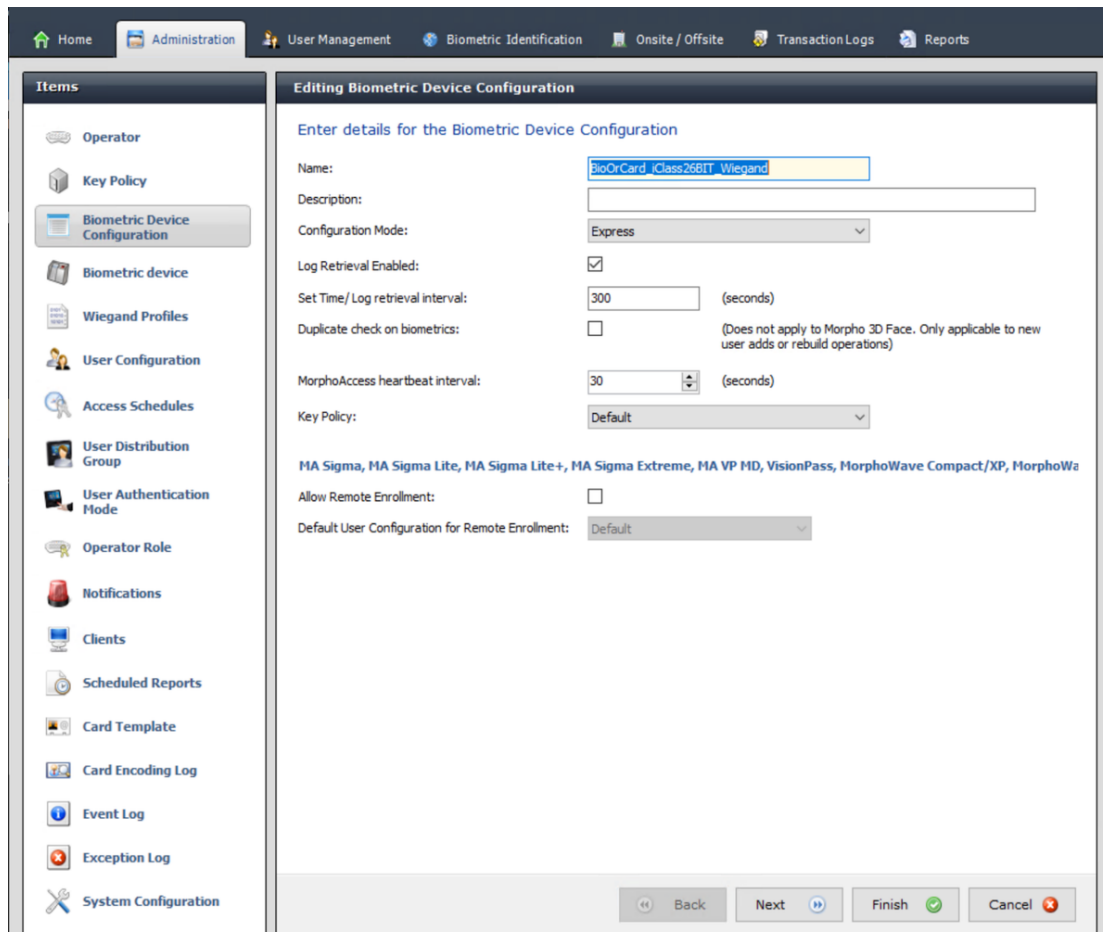 Home
Administration
User Management
Biometric Identification
Onsite / Offsite
Transaction Logs
Reports
Items
Operator
Key Policy
Biometric Device
Configuration
Biometric device
Wiegand Profiles
User Configuration
Access Schedules
User Distribution
Group
User Authentication
Mode
Operator Role
Notifications
Clients
Scheduled Reports
Card Template
Card Encoding Log
Event Log
Exception Log
System Configuration
Editing Biometric Device Configuration
Enter details for the Biometric Device Configuration
Name: BioOrCard_iClass26BIT_Wiegand
Description:
Configuration Mode: Express
Log Retrieval Enabled:
Set Time/Log retrieval interval: 300 (seconds)
Duplicate check on biometrics: (Does not apply to Morpho 3D Face. Only applicable to new
user adds or rebuild operations)
MorphoAccess heartbeat interval: 30 (seconds)
Key Policy: Default
MA Sigma, MA Sigma Lite, MA Sigma Lite+, MA Sigma Extreme, MA VP MD, VisionPass, MorphoWave Compact/XP, MorphoWa
Allow Remote Enrollment:
Default User Configuration for Remote Enrollment: Default
Back
Next
Finish
Cancel